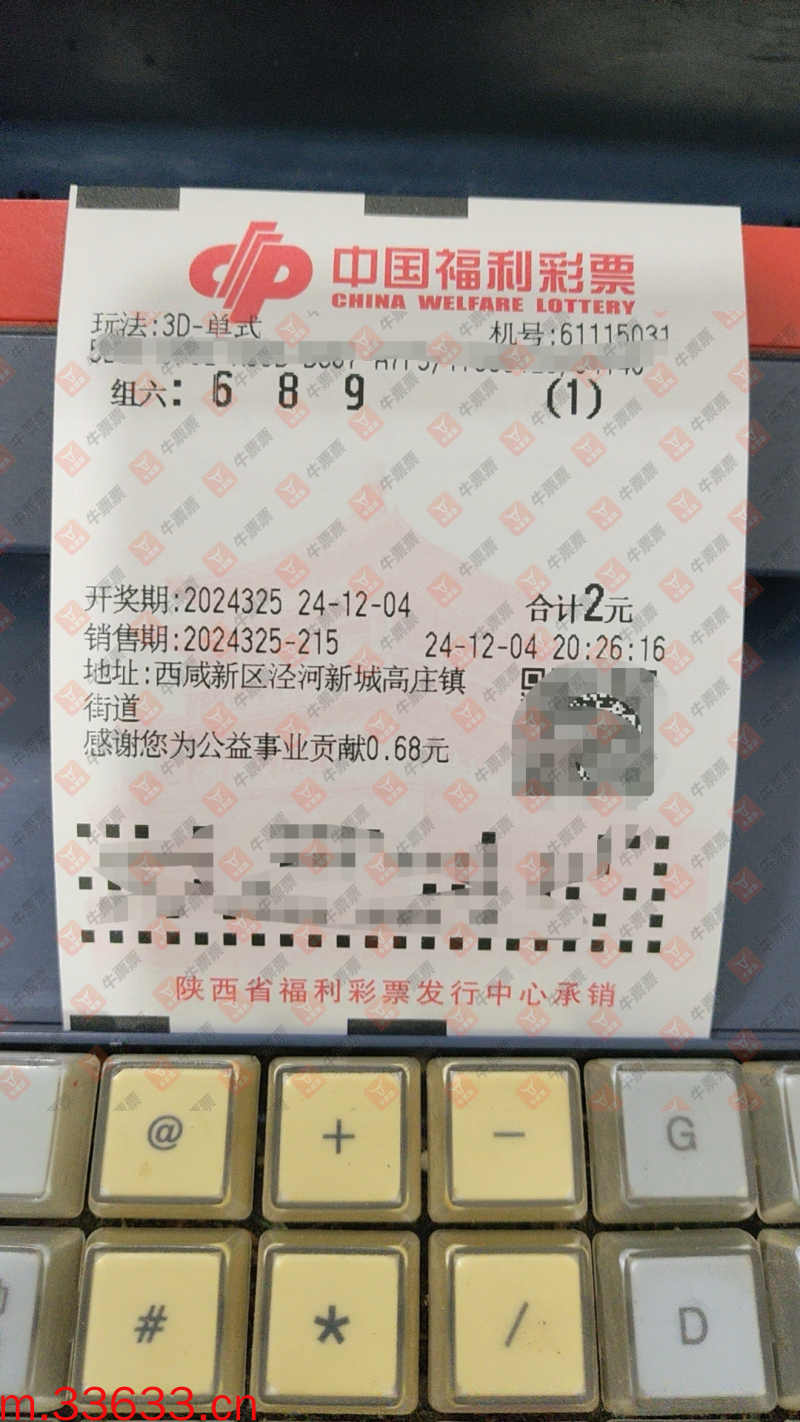 中国福利彩票
CHINA WELFARE LOTTERY
玩法:3D-单式 机号:61115031
组六: 6 8 9 (1)
开奖期:2024325 24-12-04 合计2元
销售期:2024325-215 24-12-04 20:26:16
地址:西咸新区泾河新城高庄镇
街道
感谢您为公益事业贡献0.68元
陕西省福利彩票发行中心承销
牛票票
@ + - G
# * / D
m.33633.cn